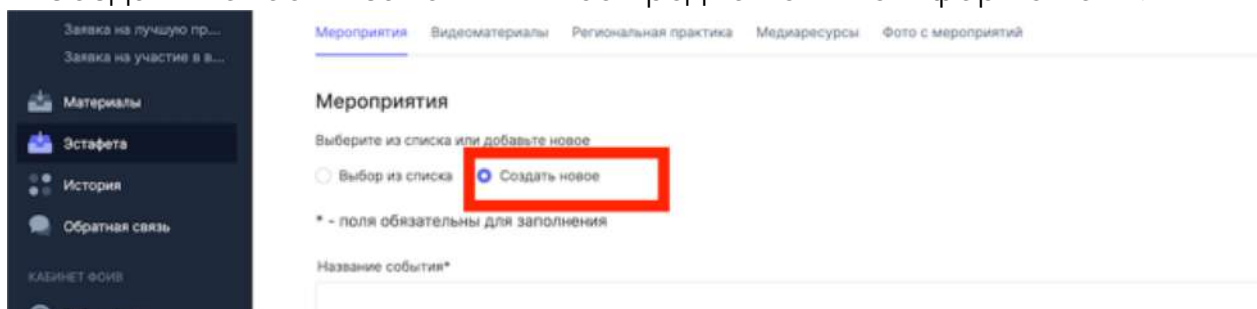 Заявка на лучшую пр...
Заявка на участие в в...
Материалы
Эстафета
История
Обратная связь
КАБИНЕТ ФОИВ
Мероприятия Видеоматериалы Региональная практика Медиаресурсы Фото с мероприятий
Мероприятия
Выберите из списка или добавьте новое
Выбор из списка Создать новое
* - поля обязательны для заполнения
Название события*